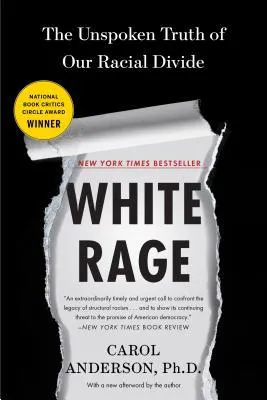 The Unspoken Truth of
Our Racial Divide
NATIONAL
BOOK CRITICS
CIRCLE AWARD
WINNER
NEW YORK TIMES BESTSELLER
WHITE
RAGE
"An extraordinarily timely and urgent call to confront the
legacy of structural racism . . . and to show its continuing
threat to the promise of American democracy."
—NEW YORK TIMES BOOK REVIEW
CAROL
ANDERSON, Ph.D.
With a new afterword by the author